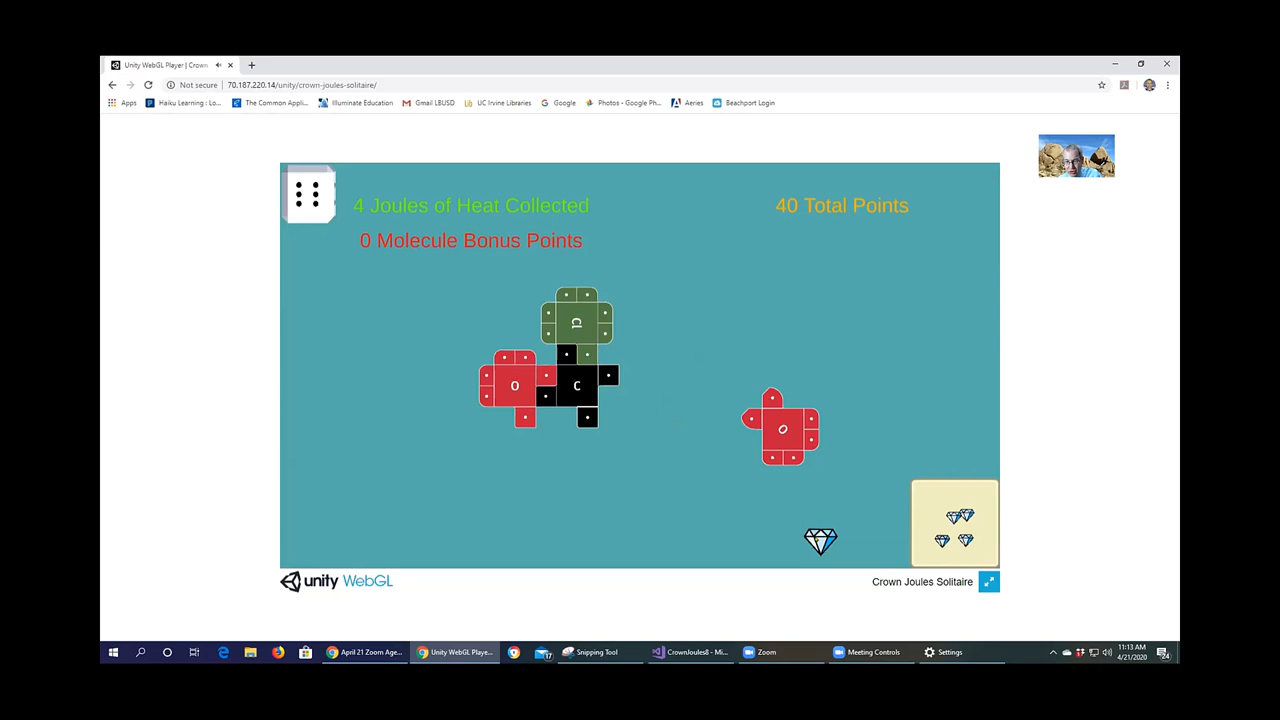 Unity WebGL Player | Crown
Not secure | 70.187.220.14/unity/crown-joules-solitaire/
Apps Haiku Learning : Lo... The Common Appli... Illuminate Education Gmail LBUSD UC Irvine Libraries Google Photos - Google Ph... Aeries Beachport Login
4 Joules of Heat Collected
40 Total Points
0 Molecule Bonus Points
Cl
O
C
O
unity WebGL
Crown Joules Solitaire
April 21 Zoom Age... Unity WebGL Playe... 17 Snipping Tool CrownJoules8 - Mi... Zoom Meeting Controls Settings
11:13 AM
4/21/2020
24